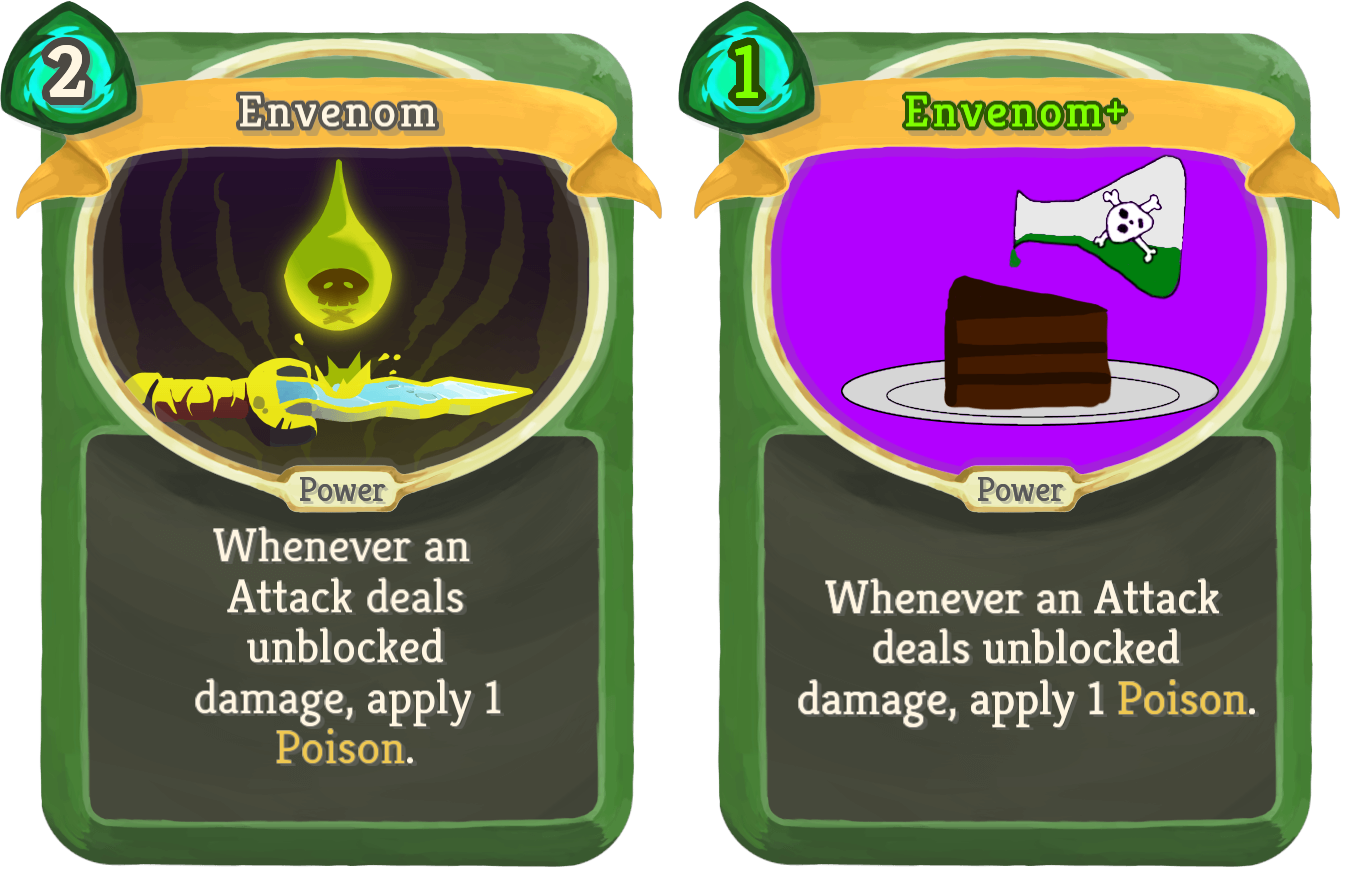 2
Envenom
Power
Whenever an
Attack deals
unblocked
damage, apply 1
Poison.
1
Envenom+
Power
Whenever an Attack
deals unblocked
damage, apply 1 Poison.